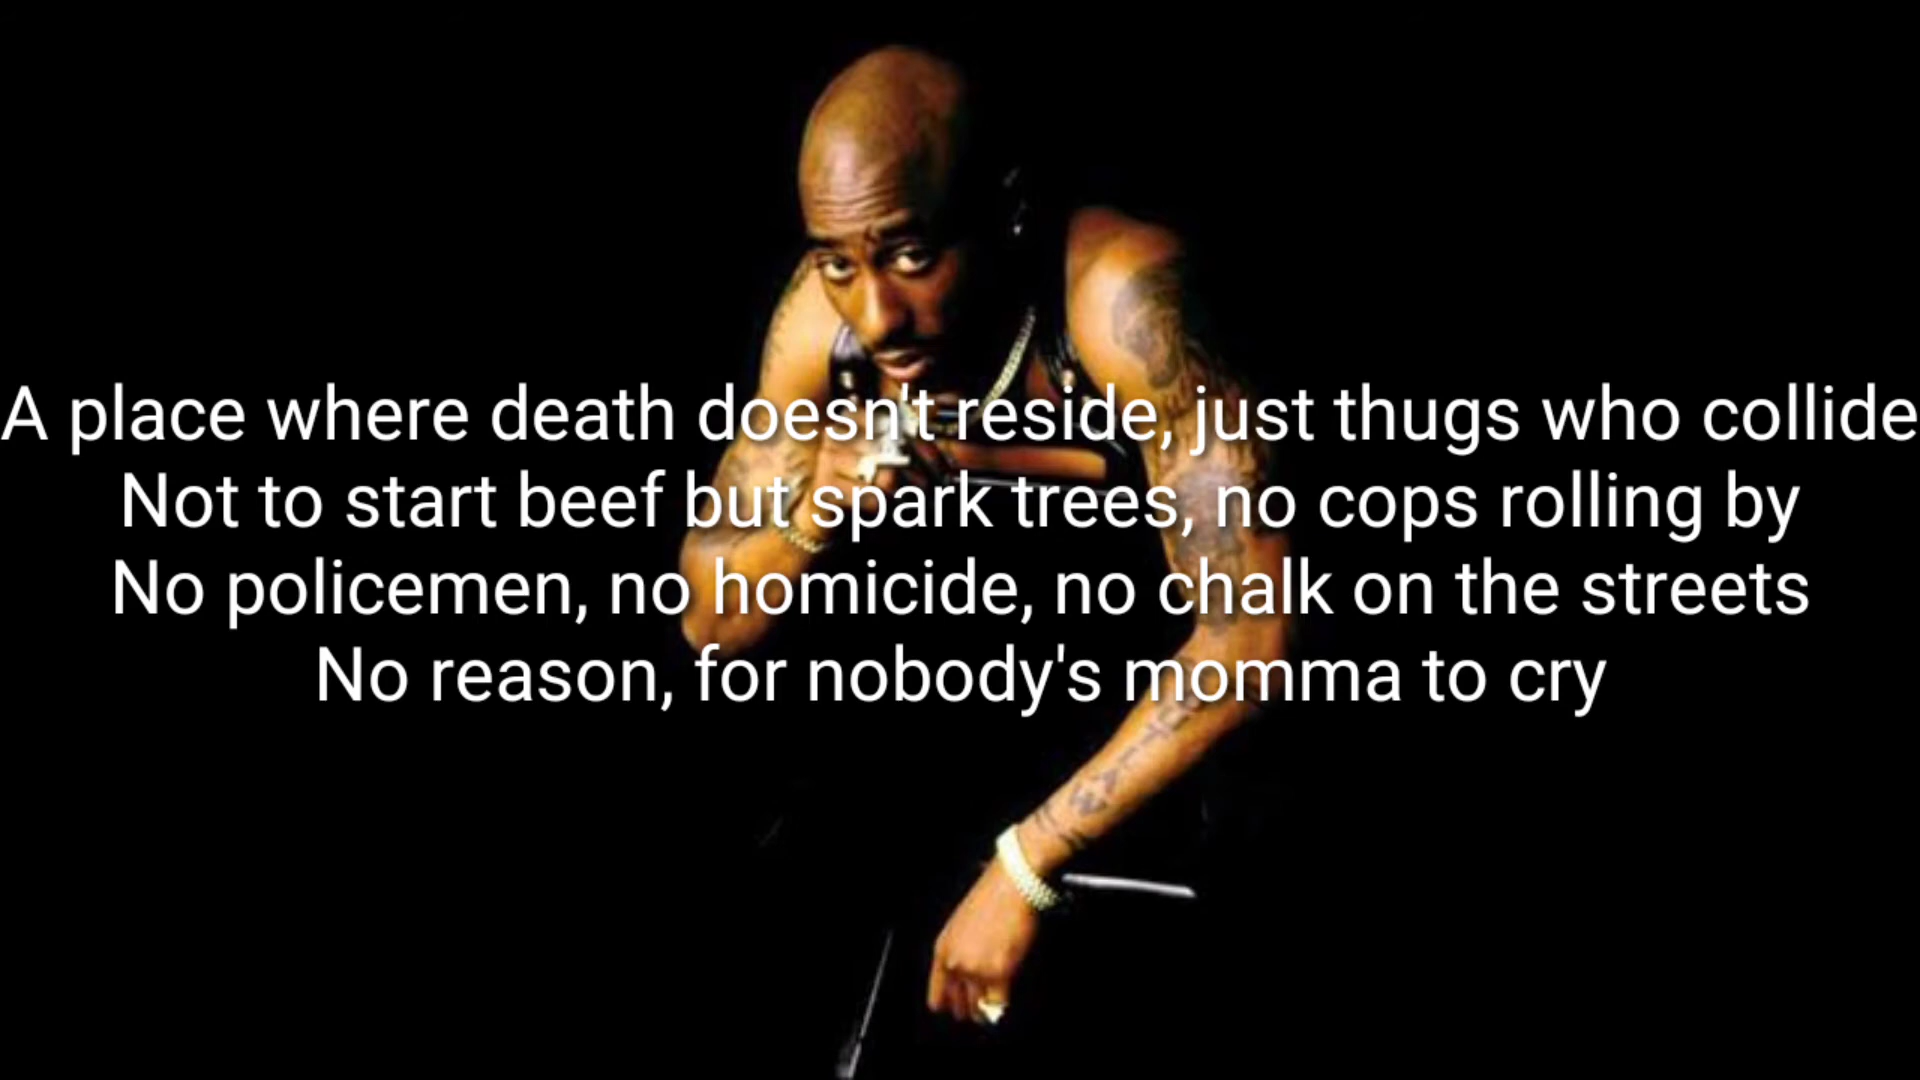 A place where death doesn't reside, just thugs who collide
Not to start beef but spark trees, no cops rolling by
No policemen, no homicide, no chalk on the streets
No reason, for nobody's momma to cry